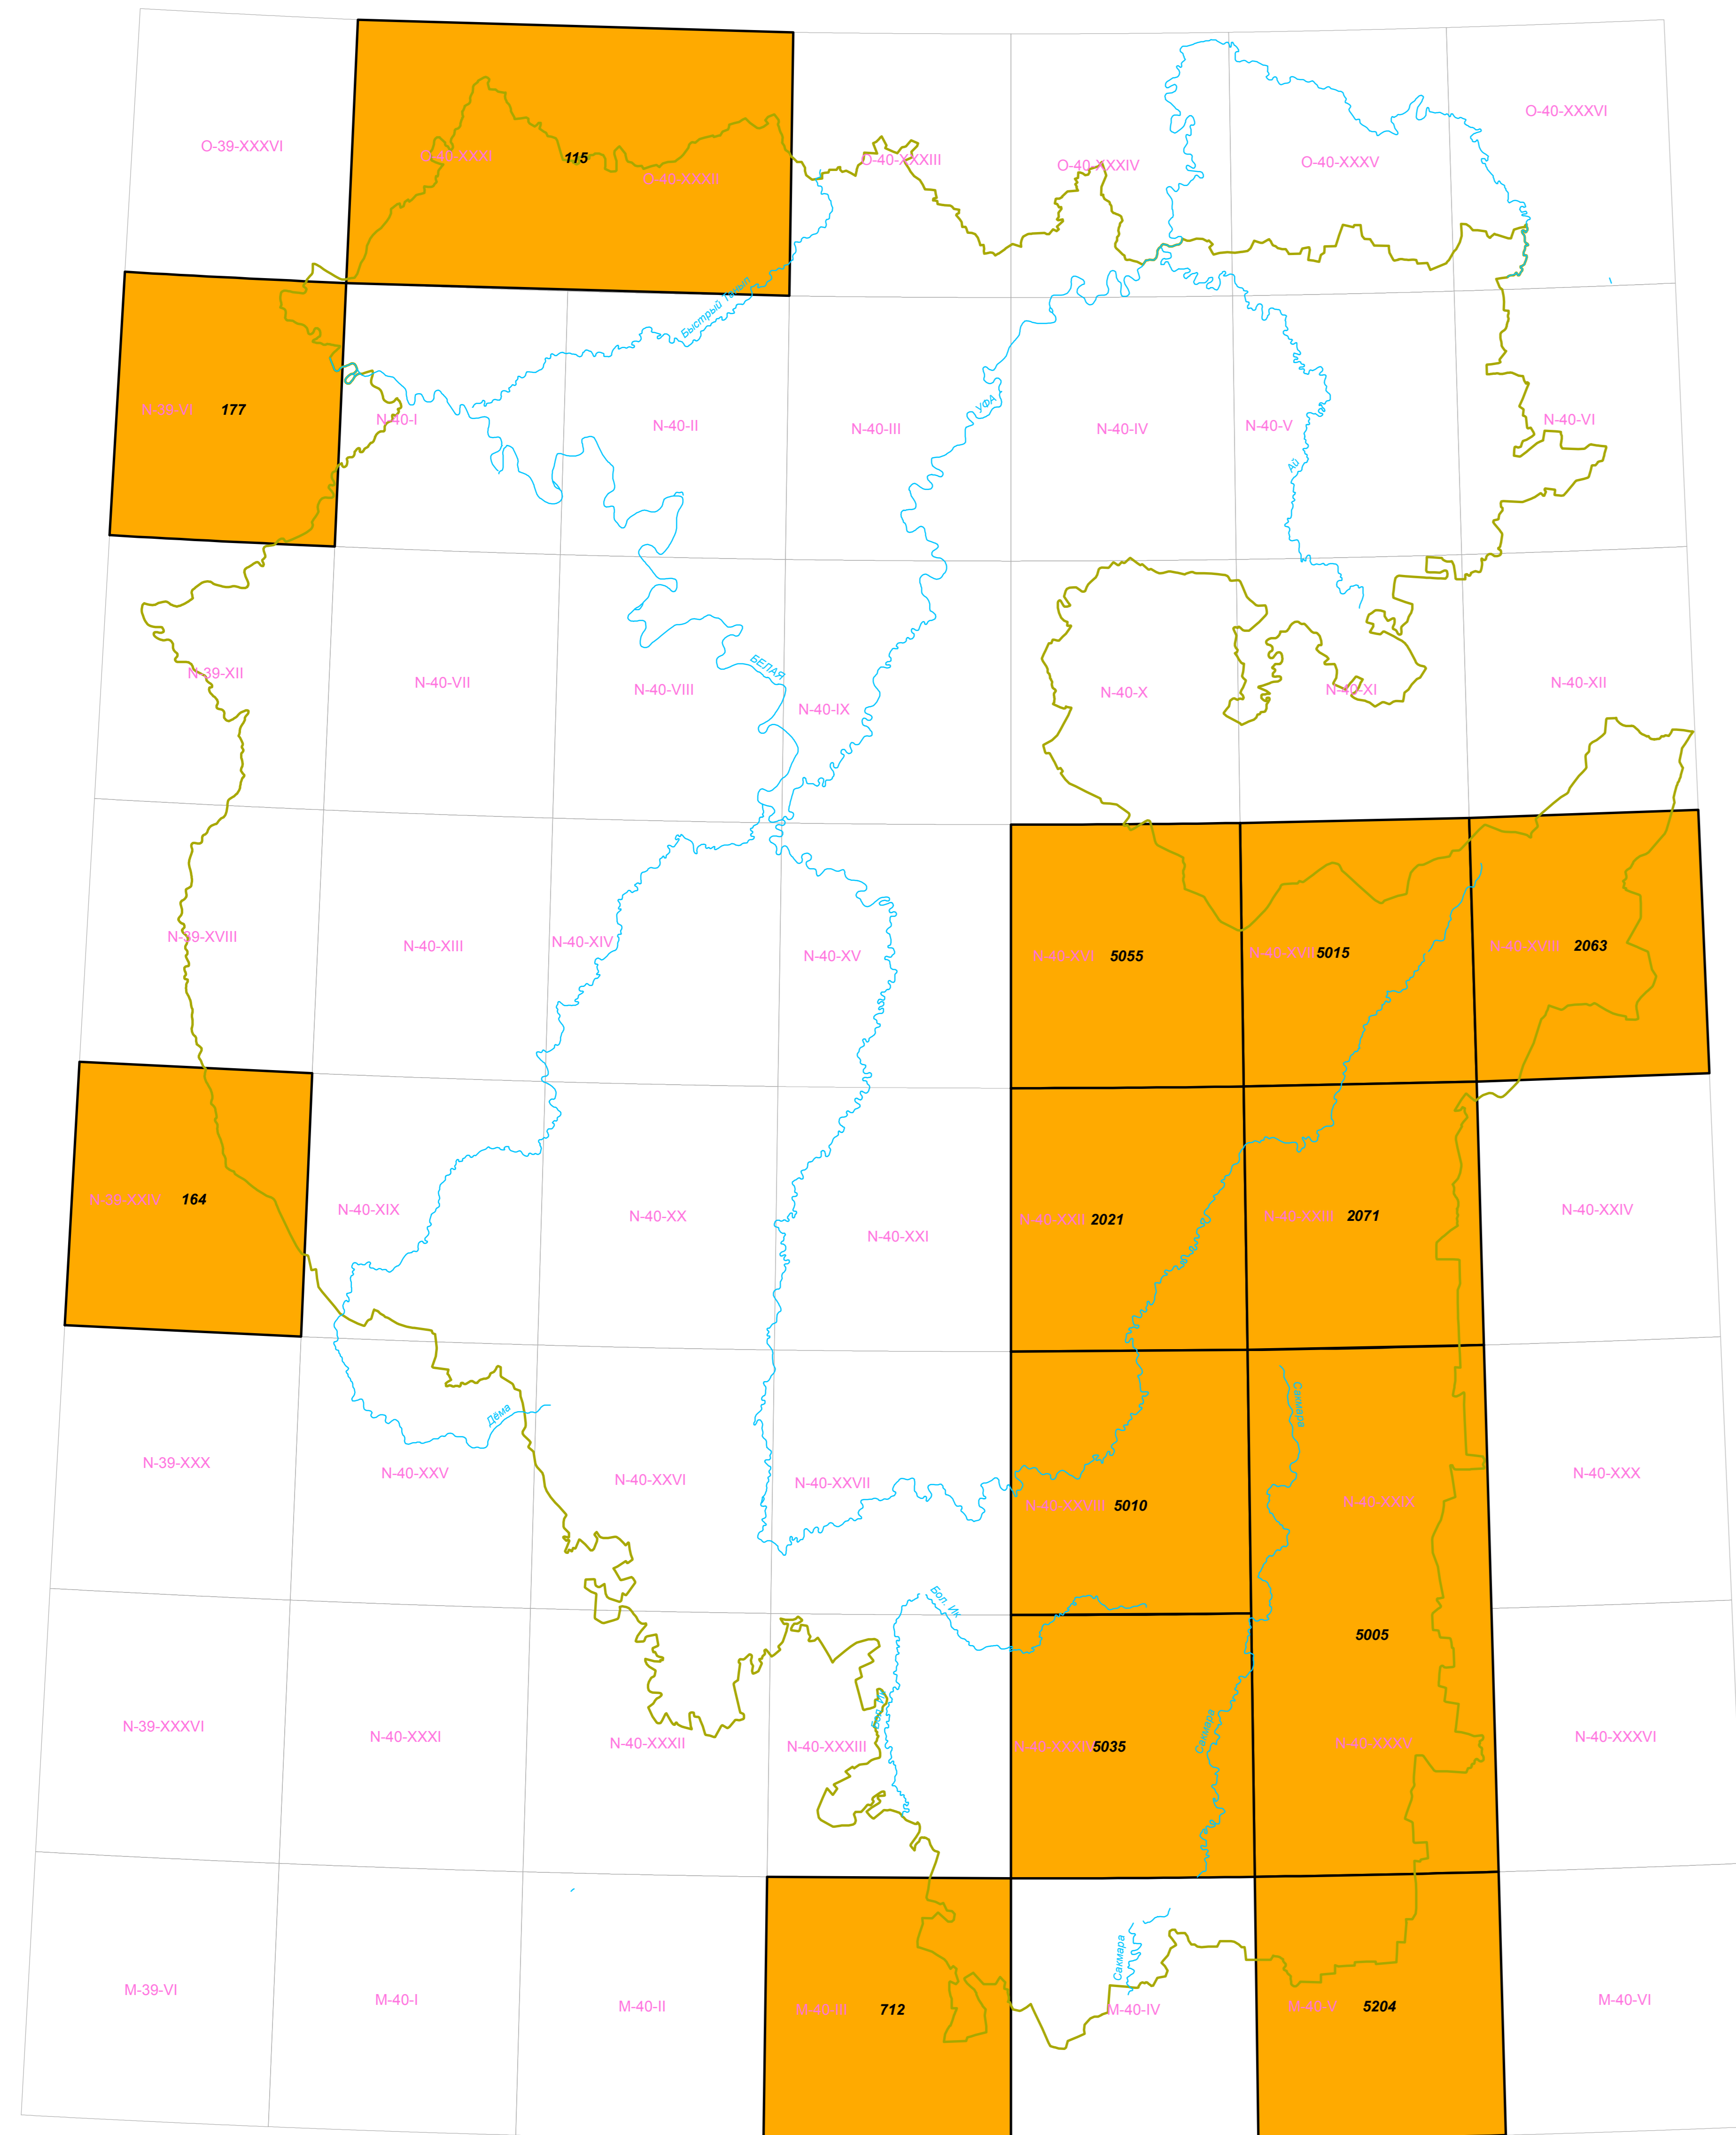 O-39-XXXVI
O-40-XXXI
115
O-40-XXXII
O-40-XXXIII
O-40-XXXIV
O-40-XXXV
O-40-XXXVI
Быстрый Танып
N-39-VI 177
N-40-I
N-40-II
N-40-III
УФА
N-40-IV
N-40-V
Ай
N-40-VI
N-39-XII
N-40-VII
N-40-VIII
БЕЛАЯ
N-40-IX
N-40-X
N-40-XI
N-40-XII
N-39-XVIII
N-40-XIII
N-40-XIV
N-40-XV
N-40-XVI 5055
N-40-XVII 5015
N-40-XVIII 2063
N-39-XXIV 164
N-40-XIX
N-40-XX
N-40-XXI
N-40-XXII 2021
N-40-XXIII 2071
N-40-XXIV
N-39-XXX
N-40-XXV
Дёма
N-40-XXVI
N-40-XXVII
N-40-XXVIII 5010
Сакмара
N-40-XXIX
N-40-XXX
Бол. Ик
5005
N-39-XXXVI
N-40-XXXI
N-40-XXXII
N-40-XXXIII
Бол. Ик
N-40-XXXIV 5035
Сакмара
N-40-XXXV
N-40-XXXVI
M-39-VI
M-40-I
M-40-II
M-40-III 712
Сакмара
M-40-IV
M-40-V 5204
M-40-VI